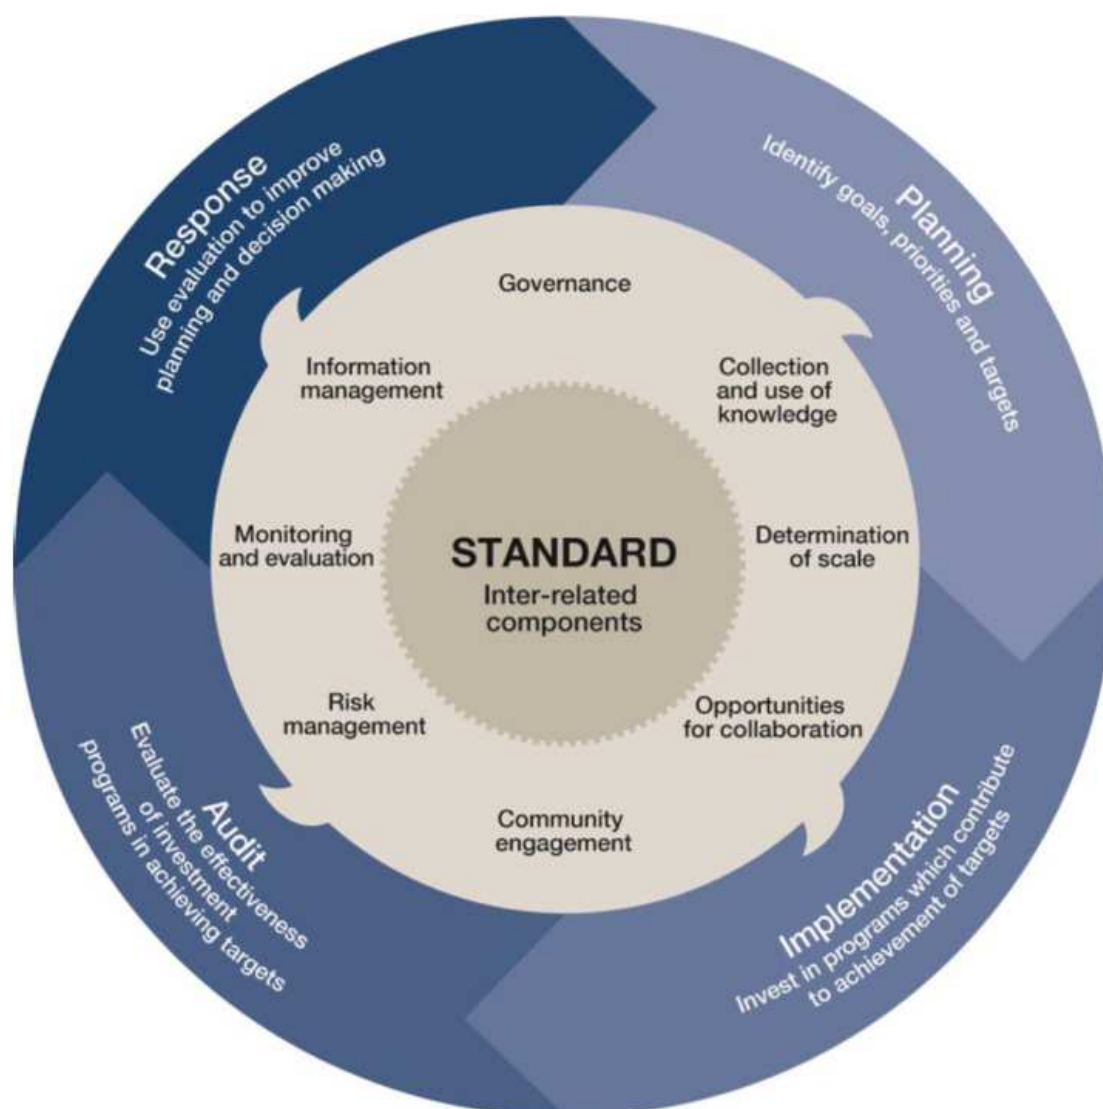 Response
Use evaluation to improve
planning and decision making
Planning
Identify goals, priorities and targets
Governance
Information
management
Collection
and use of
knowledge
Monitoring
and evaluation
STANDARD
Inter-related
components
Determination
of scale
Risk
management
Opportunities
for collaboration
Community
engagement
Audit
Evaluate the effectiveness
of investment
programs in achieving targets
Implementation
Invest in programs which contribute
to achievement of targets